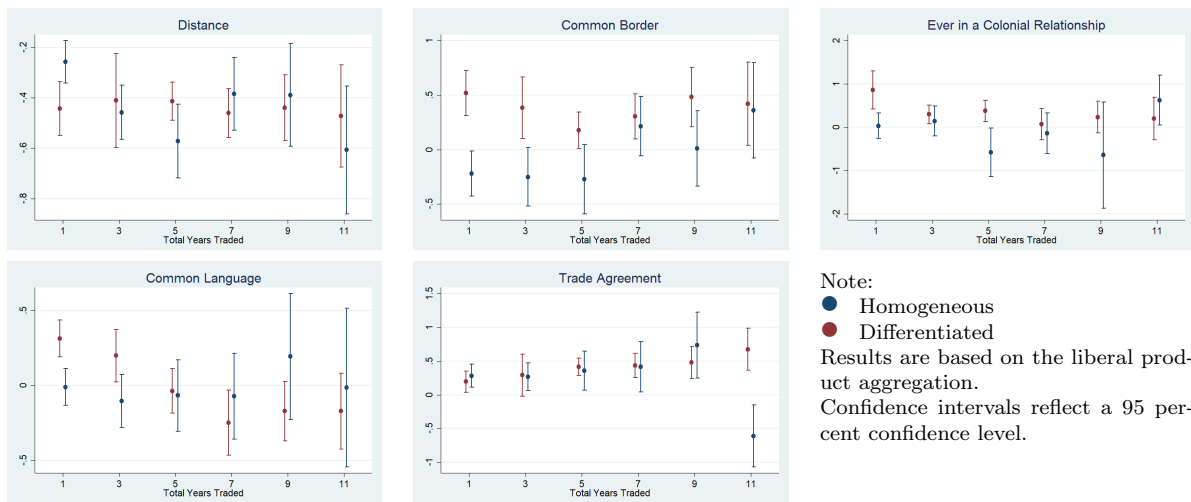 Distance
-.2
-.4
-.6
-.8
1 3 5 7 9 11
Total Years Traded
Common Border
1
.5
0
-.5
1 3 5 7 9 11
Total Years Traded
Ever in a Colonial Relationship
2
1
0
-1
-2
1 3 5 7 9 11
Total Years Traded
Common Language
.5
0
-.5
1 3 5 7 9 11
Total Years Traded
Trade Agreement
1.5
1
.5
0
-.5
-1
1 3 5 7 9 11
Total Years Traded
Note:
Homogeneous
Differentiated
Results are based on the liberal prod-
uct aggregation.
Confidence intervals reflect a 95 per-
cent confidence level.